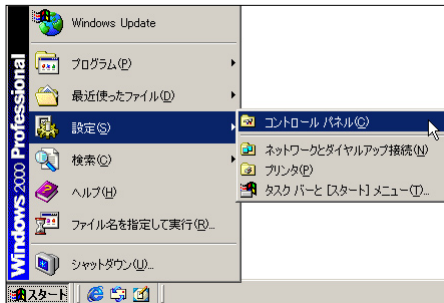 Windows 2000 Professional
Windows Update
プログラム(P)
最近使ったファイル(D)
設定(S)
検索(C)
ヘルプ(H)
ファイル名を指定して実行(R)...
シャットダウン(U)...
コントロール パネル(C)
ネットワークとダイヤルアップ接続(N)
プリンタ(P)
タスク バーと [スタート] メニュー(T)...
スタート